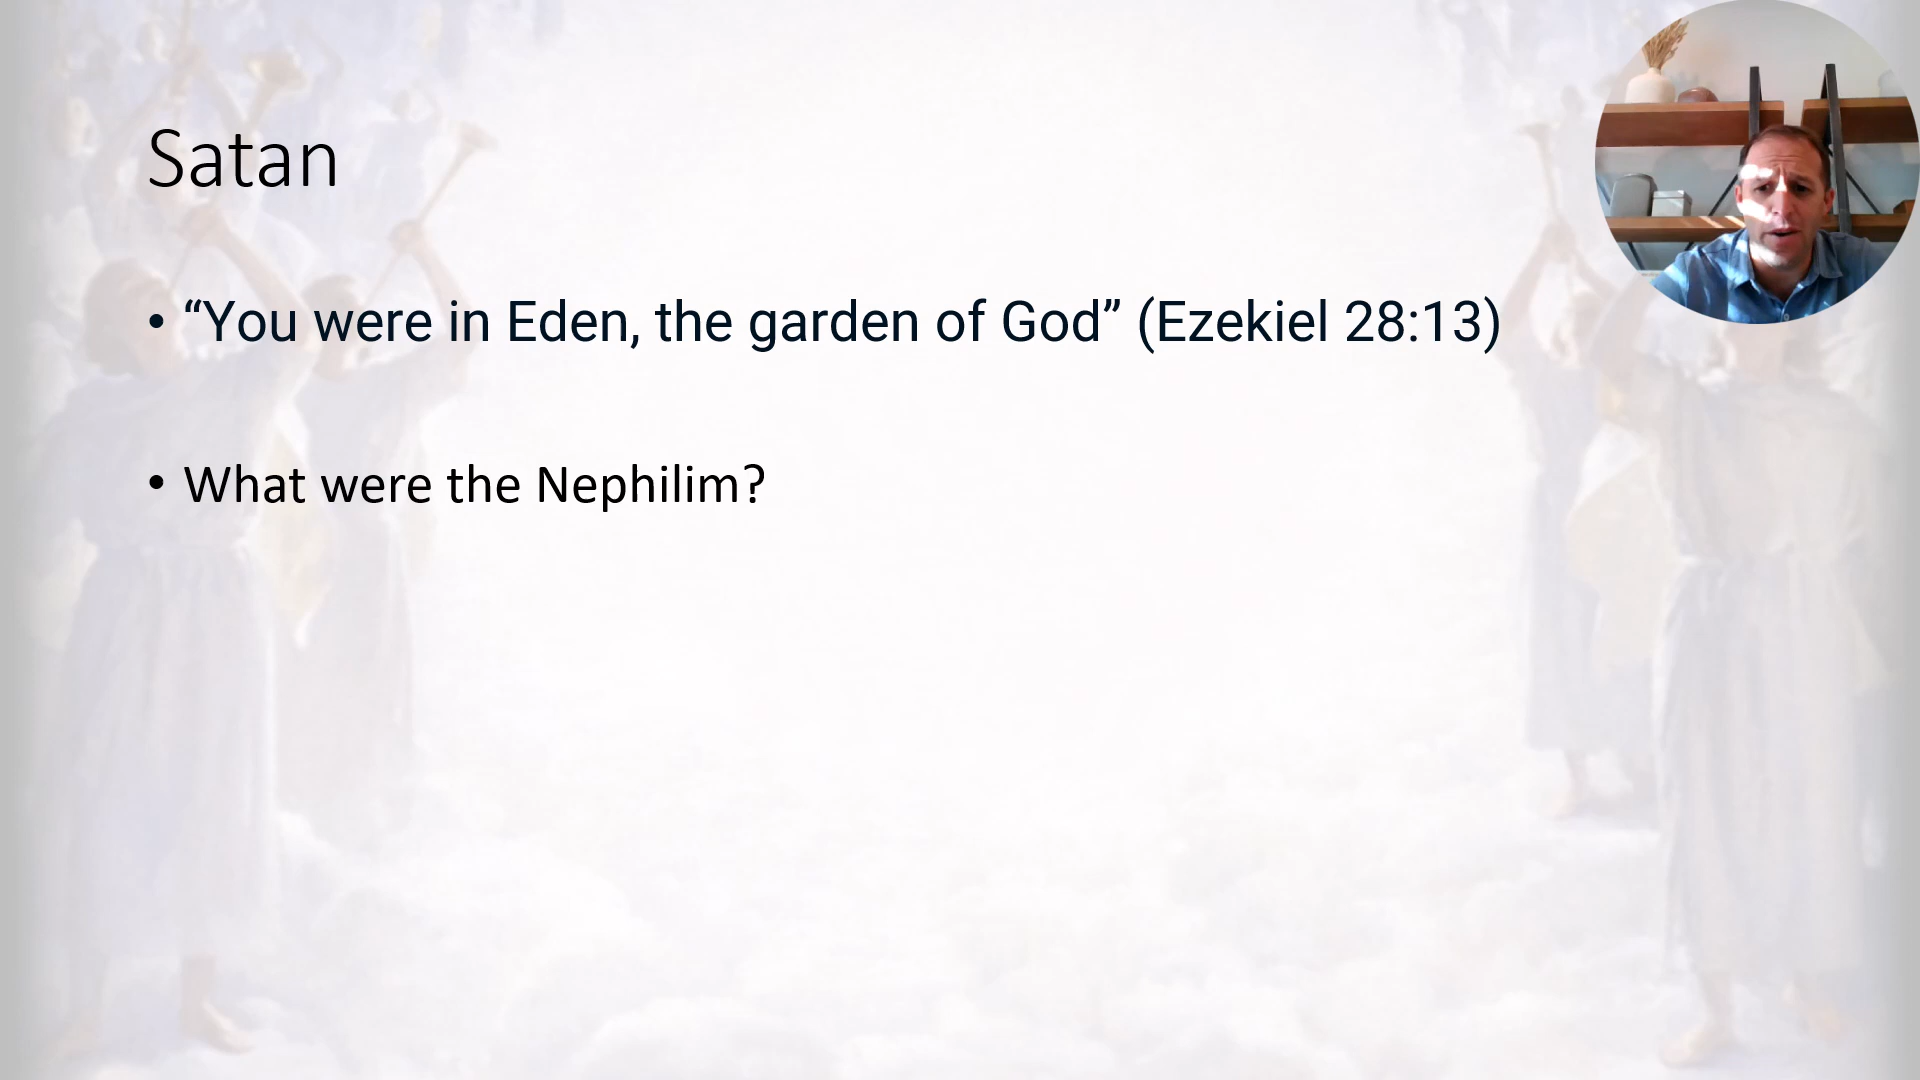 Satan
• “You were in Eden, the garden of God” (Ezekiel 28:13)
• What were the Nephilim?